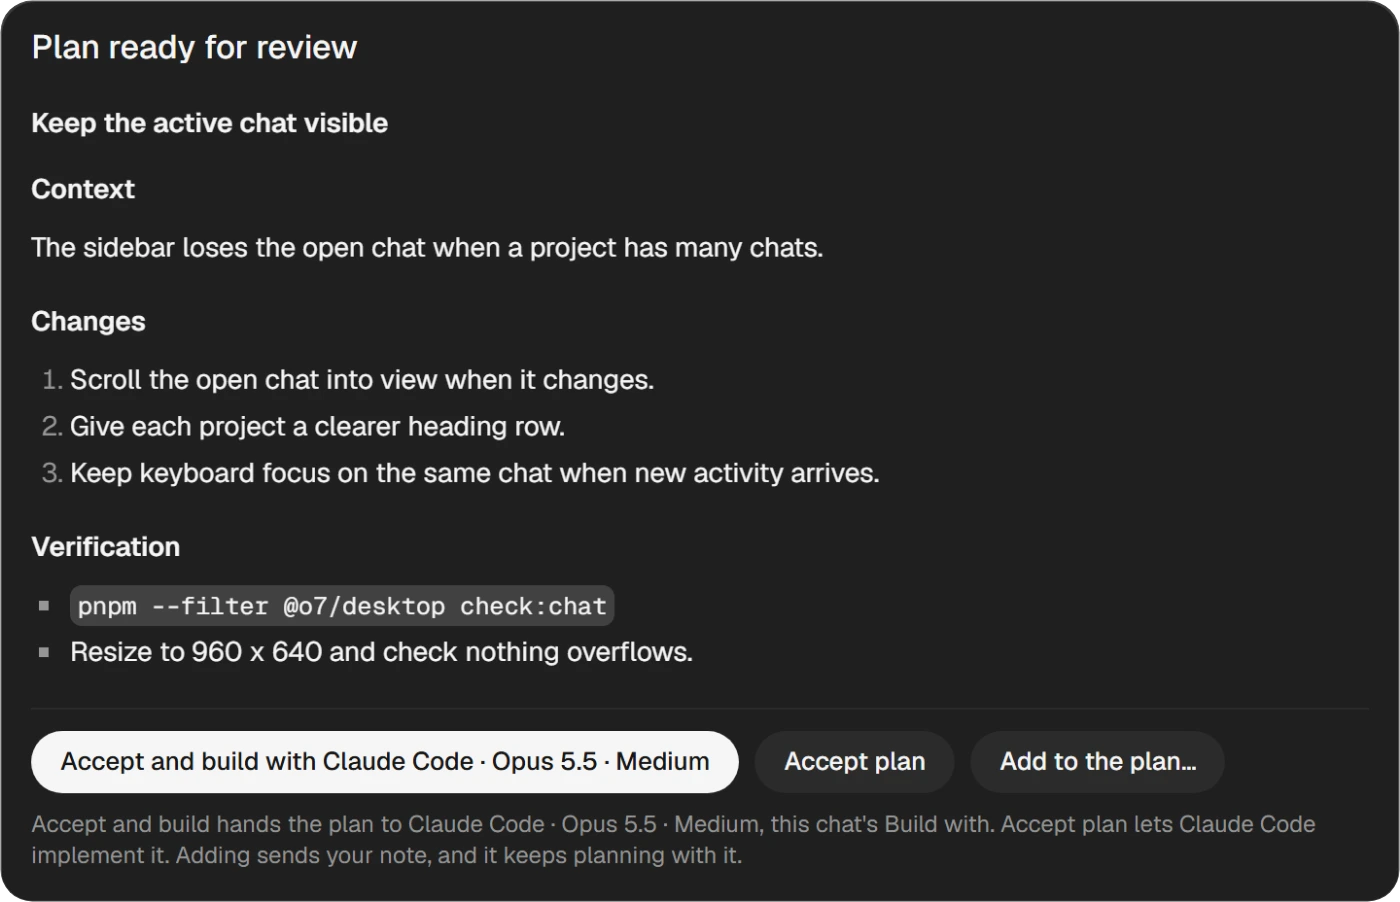 Plan ready for review
Keep the active chat visible
Context
The sidebar loses the open chat when a project has many chats.
Changes
1. Scroll the open chat into view when it changes.
2. Give each project a clearer heading row.
3. Keep keyboard focus on the same chat when new activity arrives.
Verification
▪ pnpm --filter @o7/desktop check:chat
▪ Resize to 960 x 640 and check nothing overflows.
Accept and build with Claude Code · Opus 5.5 · Medium
Accept plan
Add to the plan...
Accept and build hands the plan to Claude Code · Opus 5.5 · Medium, this chat's Build with. Accept plan lets Claude Code
implement it. Adding sends your note, and it keeps planning with it.